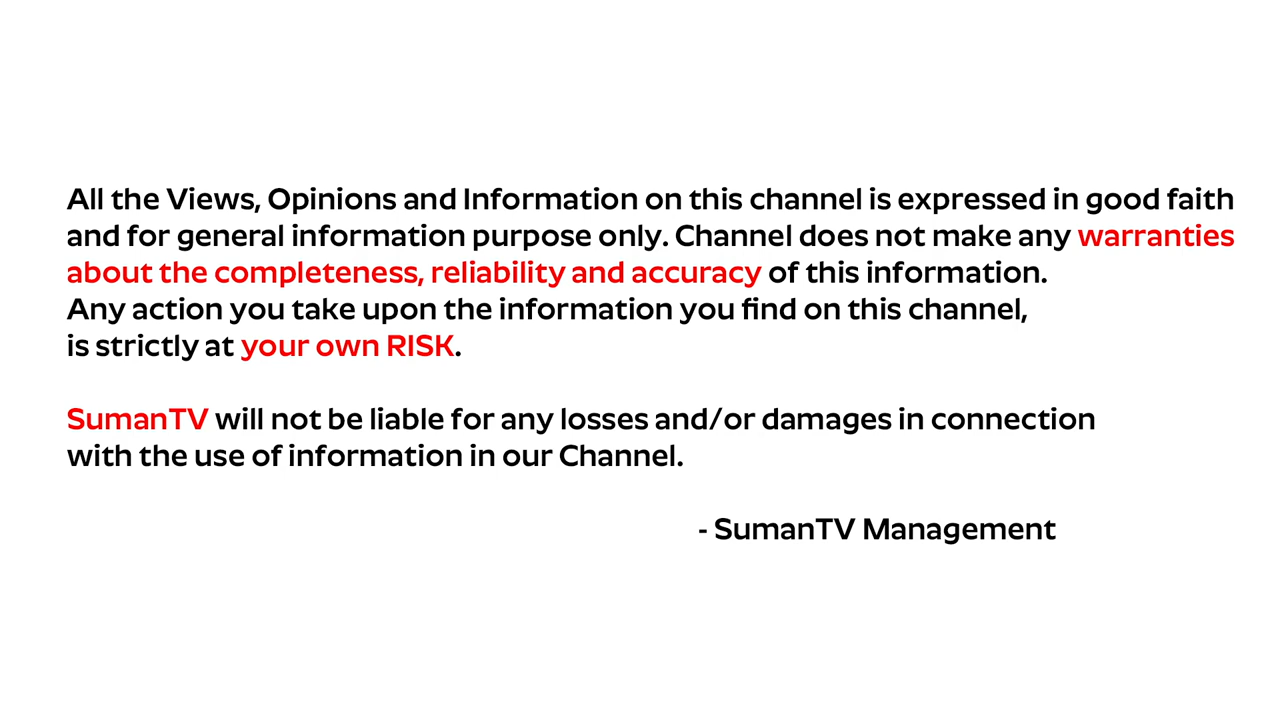 All the Views, Opinions and Information on this channel is expressed in good faith
and for general information purpose only. Channel does not make any warranties
about the completeness, reliability and accuracy of this information.
Any action you take upon the information you find on this channel,
is strictly at your own RISK.
SumanTV will not be liable for any losses and/or damages in connection
with the use of information in our Channel.
- SumanTV Management